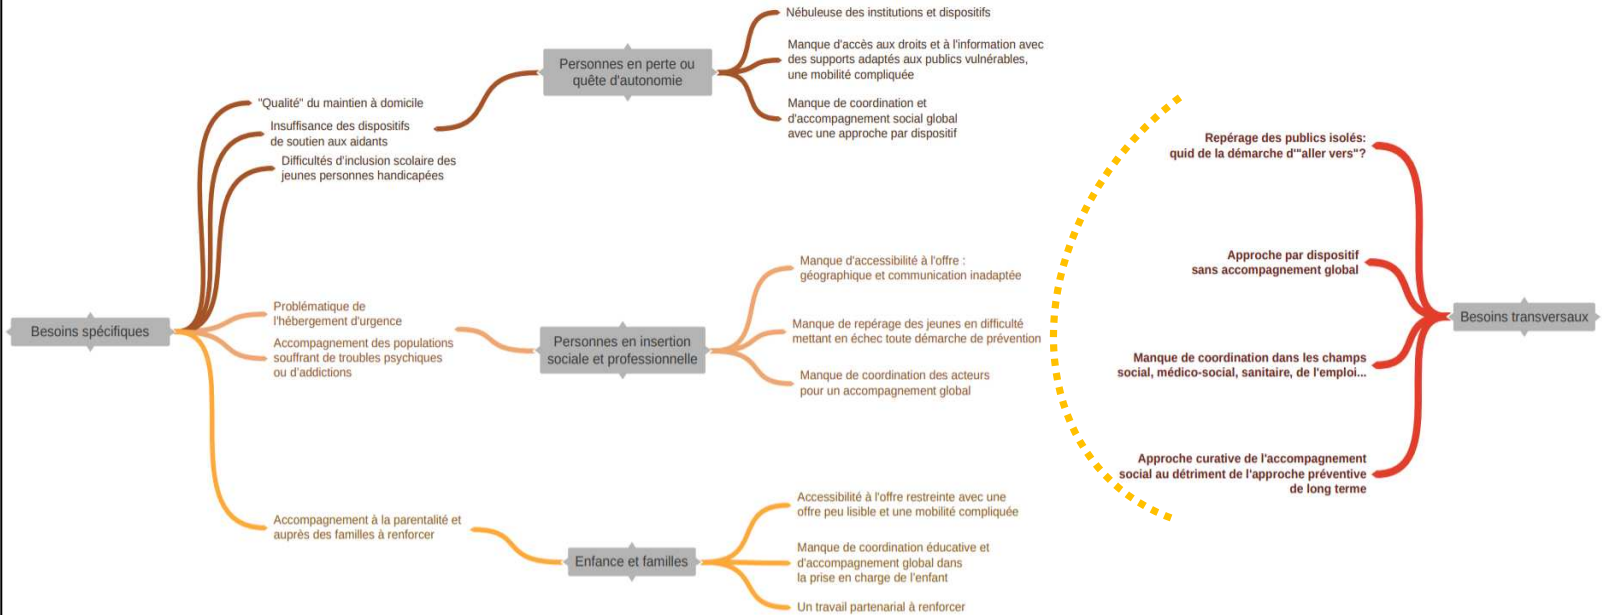 Besoins spécifiques
"Qualité" du maintien à domicile
Insuffisance des dispositifs
de soutien aux aidants
Difficultés d'inclusion scolaire des
jeunes personnes handicapées
Personnes en perte ou
quête d'autonomie
Nébuleuse des institutions et dispositifs
Manque d'accès aux droits et à l'information avec
des supports adaptés aux publics vulnérables,
une mobilité compliquée
Manque de coordination et
d'accompagnement social global
avec une approche par dispositif
Problématique de
l'hébergement d'urgence
Accompagnement des populations
souffrant de troubles psychiques
ou d'addictions
Personnes en insertion
sociale et professionnelle
Manque d'accessibilité à l'offre :
géographique et communication inadaptée
Manque de repérage des jeunes en difficulté
mettant en échec toute démarche de prévention
Manque de coordination des acteurs
pour un accompagnement global
Accompagnement à la parentalité et
auprès des familles à renforcer
Enfance et familles
Accessibilité à l'offre restreinte avec une
offre peu lisible et une mobilité compliquée
Manque de coordination éducative et
d'accompagnement global dans
la prise en charge de l'enfant
Un travail partenarial à renforcer
Repérage des publics isolés:
quid de la démarche d'"aller vers"?
Approche par dispositif
sans accompagnement global
Manque de coordination dans les champs
social, médico-social, sanitaire, de l'emploi...
Approche curative de l'accompagnement
social au détriment de l'approche préventive
de long terme
Besoins transversaux